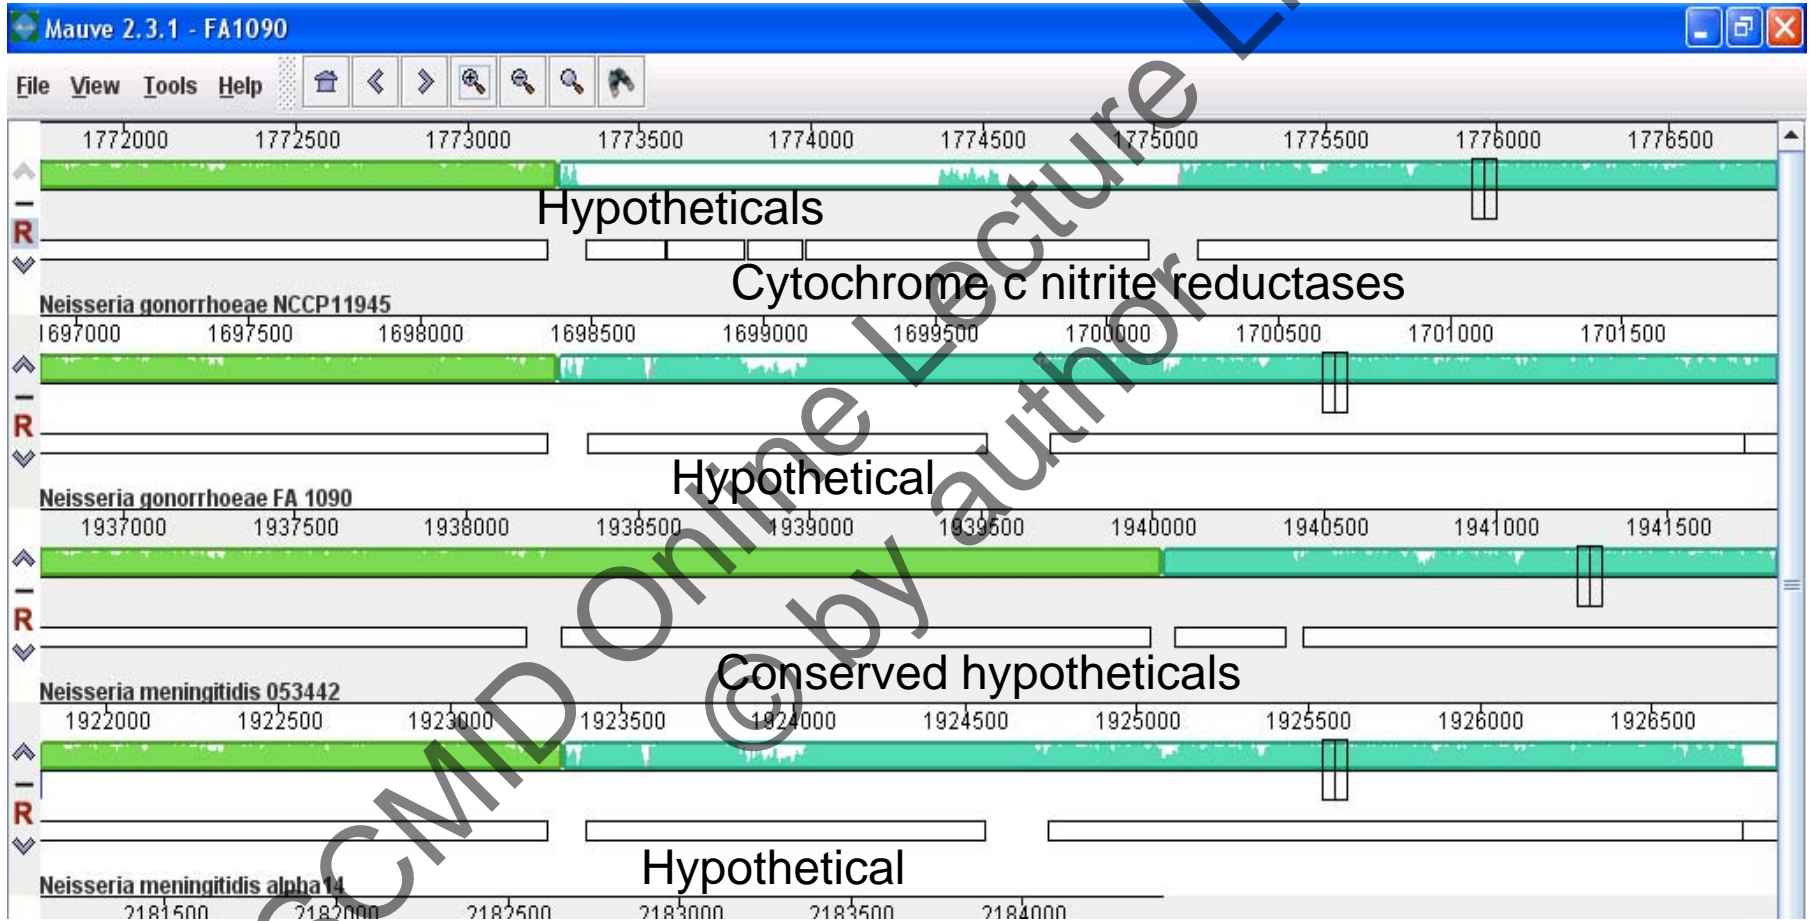 Mauve 2.3.1 - FA1090
File View Tools Help
1772000 1772500 1773000 1773500 1774000 1774500 1775000 1775500 1776000 1776500
Hypotheticals
R
Cytochrome c nitrite reductases
Neisseria gonorrhoeae NCCP11945
1697000 1697500 1698000 1698500 1699000 1699500 1700000 1700500 1701000 1701500
R
Hypothetical
Neisseria gonorrhoeae FA 1090
1937000 1937500 1938000 1938500 1939000 1939500 1940000 1940500 1941000 1941500
R
Conserved hypotheticals
Neisseria meningitidis 053442
1922000 1922500 1923000 1923500 1924000 1924500 1925000 1925500 1926000 1926500
R
Hypothetical
Neisseria meningitidis alpha14
2181500 2182000 2182500 2183000 2183500 2184000
CMID Online Lecture Li
© by author